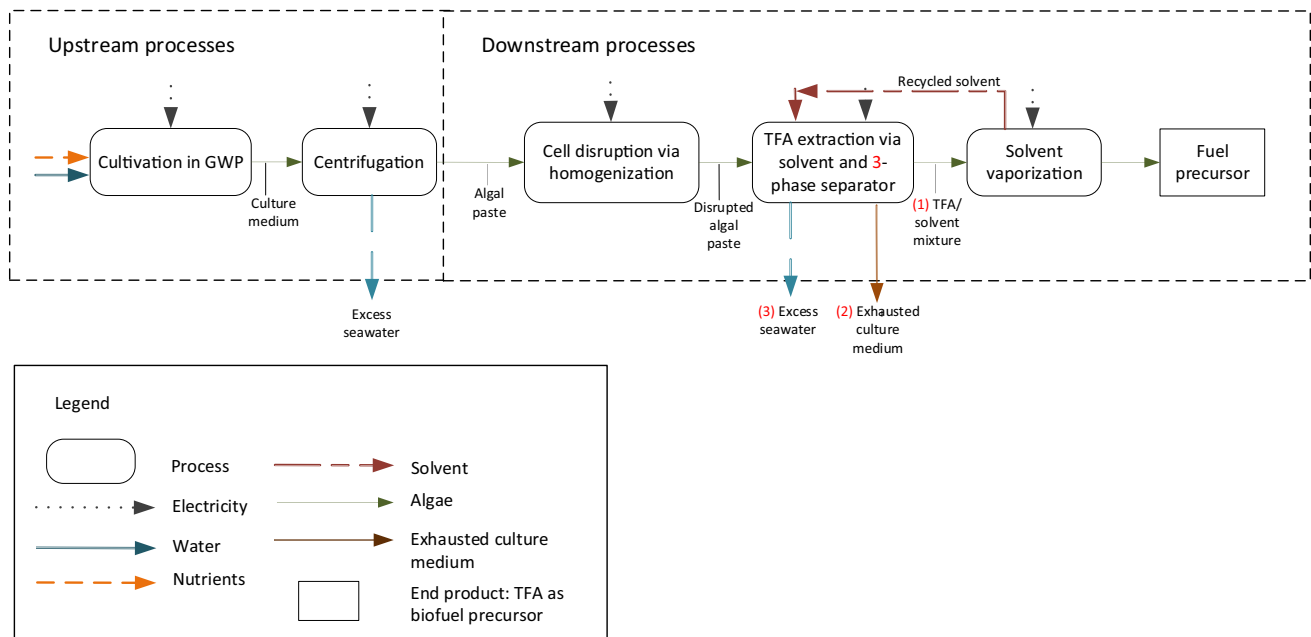 Upstream processes
Downstream processes
Recycled solvent
Cultivation in GWP
Centrifugation
Cell disruption via
homogenization
TFA extraction via
solvent and 3-
phase separator
Solvent
vaporization
Fuel
precursor
Culture
medium
Algal
paste
Disrupted
algal
paste
(1) TFA/
solvent
mixture
Excess
seawater
(3) Excess
seawater
(2) Exhausted
culture
medium
Legend
Process
Electricity
Water
Nutrients
Solvent
Algae
Exhausted culture
medium
End product: TFA as
biofuel precursor